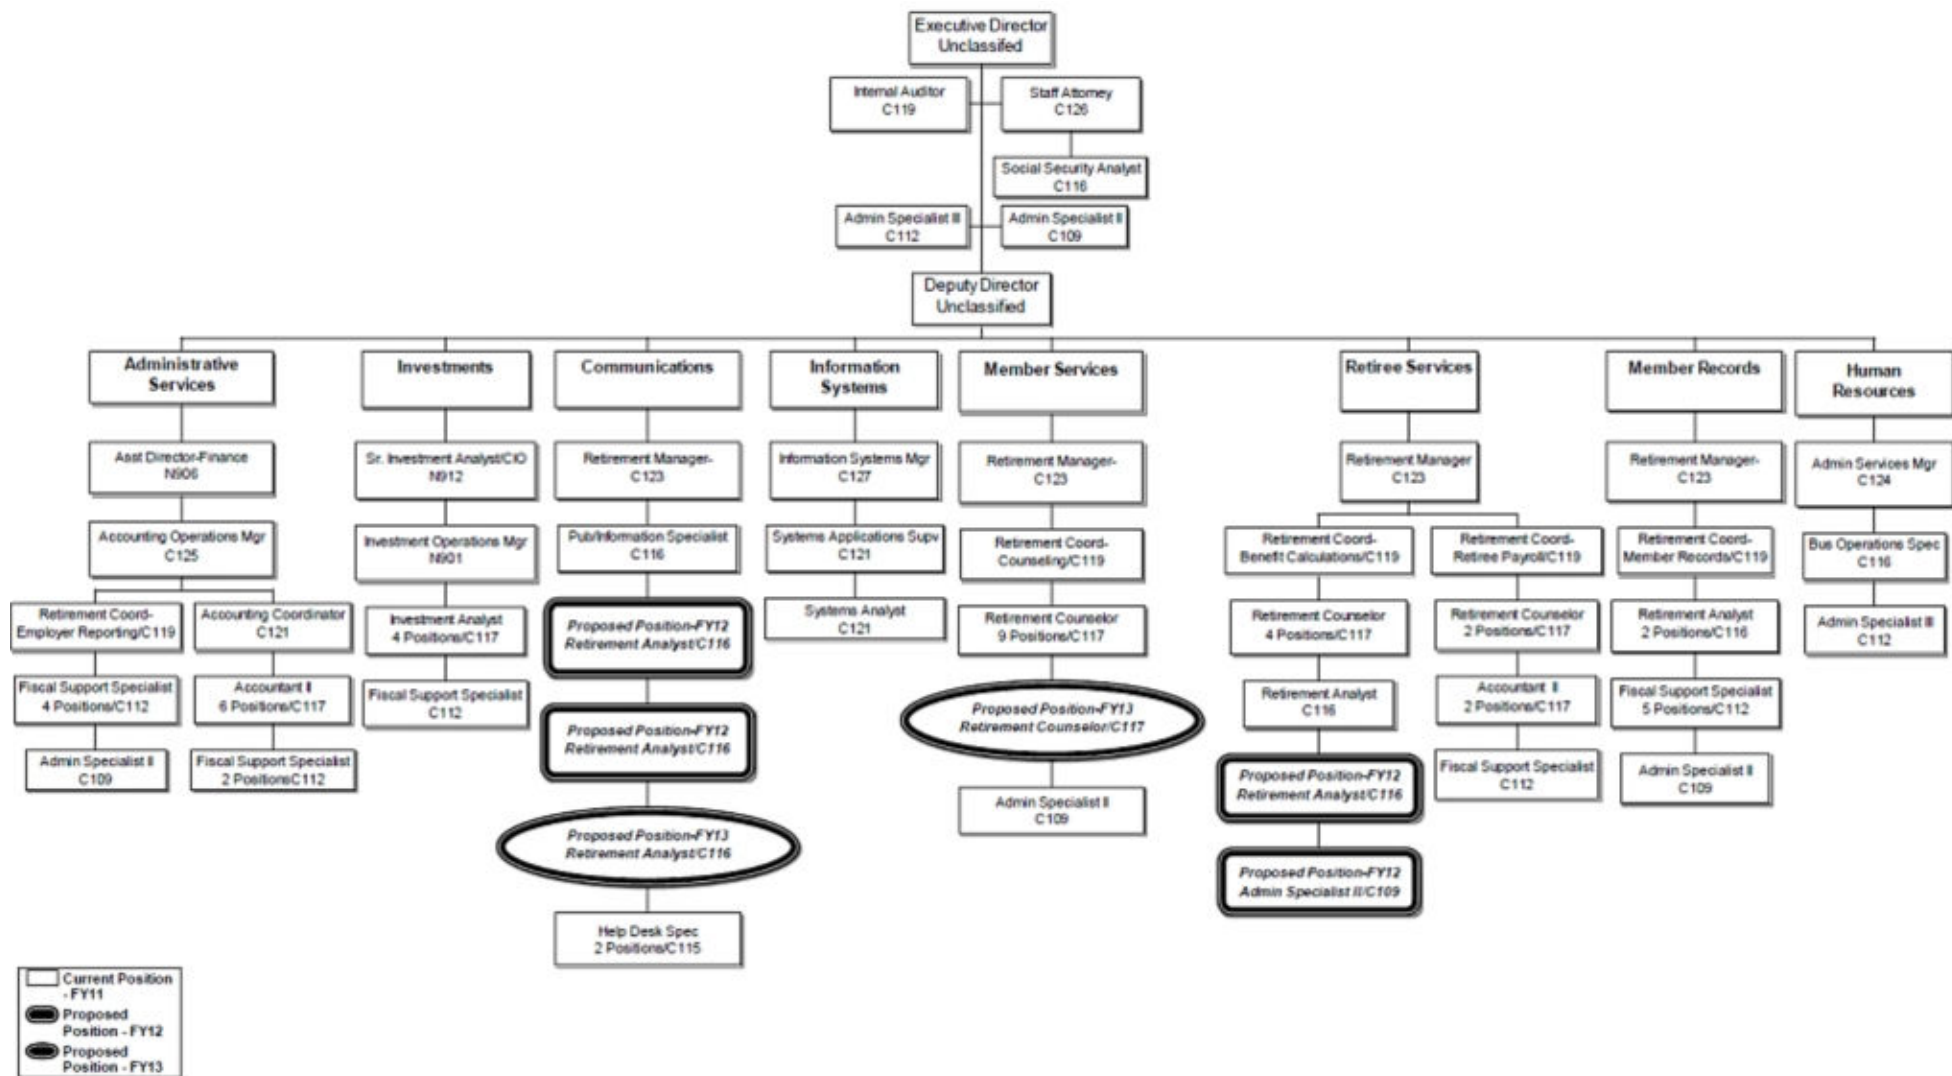 Executive Director
Unclassifed
Internal Auditor
C119
Staff Attorney
C126
Social Security Analyst
C116
Admin Specialist III
C112
Admin Specialist II
C109
Deputy Director
Unclassified
Administrative
Services
Asst Director-Finance
N906
Accounting Operations Mgr
C125
Retirement Coord-
Employer Reporting/C119
Fiscal Support Specialist
4 Positions/C112
Admin Specialist II
C109
Accounting Coordinator
C121
Accountant II
6 Positions/C117
Fiscal Support Specialist
2 PositionsC112
Investments
Sr. Investment Analyst/CIO
N912
Investment Operations Mgr
N901
Investment Analyst
4 Positions/C117
Fiscal Support Specialist
C112
Communications
Retirement Manager-
C123
Pub/Information Specialist
C116
Proposed Position-FY12
Retirement Analyst/C116
Proposed Position-FY12
Retirement Analyst/C116
Proposed Position-FY13
Retirement Analyst/C116
Help Desk Spec
2 Positions/C115
Information
Systems
Information Systems Mgr
C127
Systems Applications Supv
C121
Systems Analyst
C121
Member Services
Retirement Manager-
C123
Retirement Coord-
Counseling/C119
Retirement Counselor
9 Positions/C117
Proposed Position-FY13
Retirement Counselor/C117
Admin Specialist II
C109
Retiree Services
Retirement Manager
C123
Retirement Coord-
Benefit Calculations/C119
Retirement Counselor
4 Positions/C117
Retirement Analyst
C116
Proposed Position-FY12
Retirement Analyst/C116
Proposed Position-FY12
Admin Specialist II/C109
Retirement Coord-
Retiree Payroll/C119
Retirement Counselor
2 Positions/C117
Accountant II
2 Positions/C117
Fiscal Support Specialist
C112
Member Records
Retirement Manager-
C123
Retirement Coord-
Member Records/C119
Retirement Analyst
2 Positions/C116
Fiscal Support Specialist
5 Positions/C112
Admin Specialist II
C109
Human
Resources
Admin Services Mgr
C124
Bus Operations Spec
C116
Admin Specialist III
C112
Current Position
- FY11
Proposed
Position - FY12
Proposed
Position - FY13